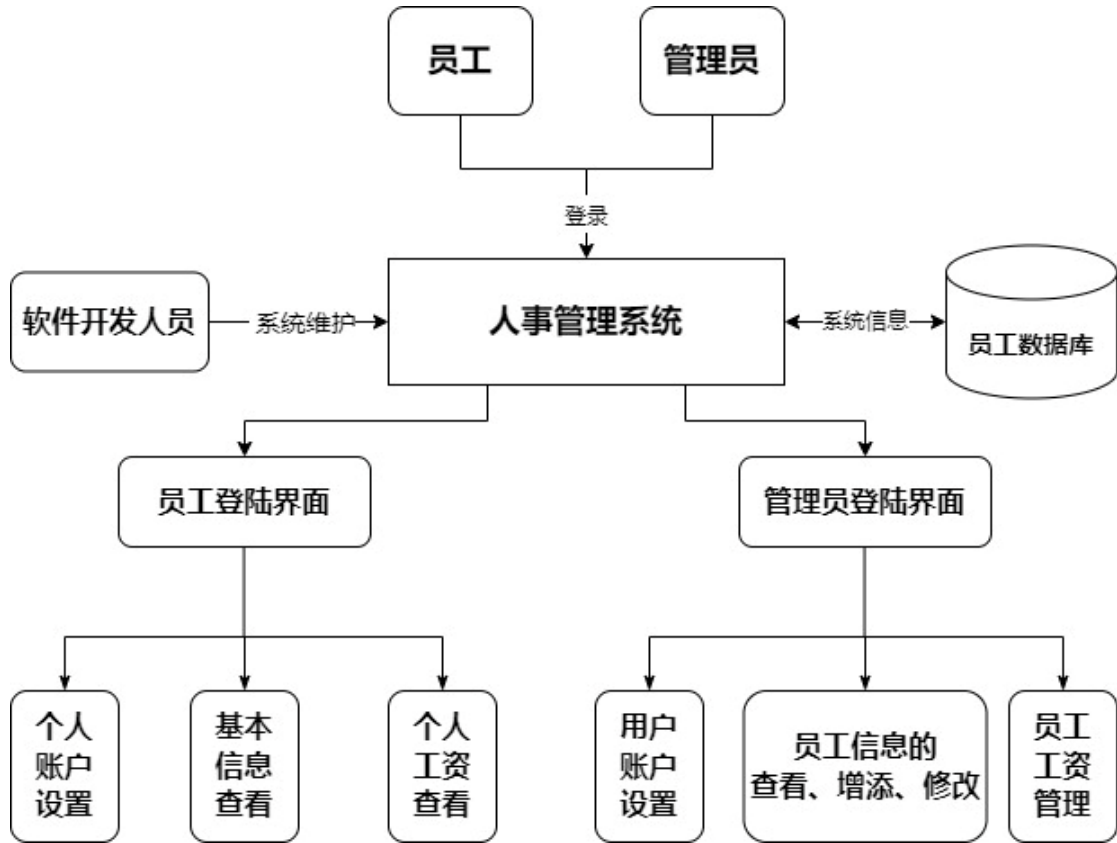 员工
管理员
登录
软件开发人员
系统维护
人事管理系统
系统信息
员工数据库
员工登陆界面
管理员登陆界面
个人
账户
设置
基本
信息
查看
个人
工资
查看
用户
账户
设置
员工信息的
查看、增添、修改
员工
工资
管理